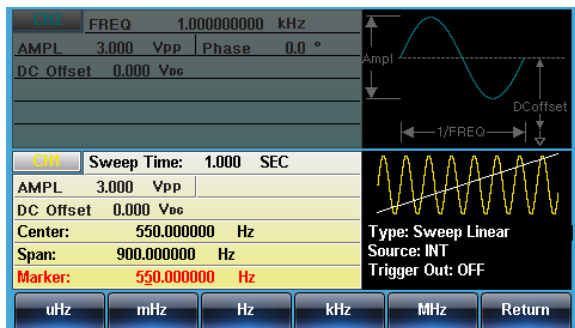 CH2 FREQ 1.000000000 kHz
AMPL 3.000 Vpp Phase 0.0 °
DC Offset 0.000 VDC
Ampl
DCoffset
1/FREQ
CH1 Sweep Time: 1.000 SEC
AMPL 3.000 Vpp
DC Offset 0.000 VDC
Center: 550.000000 Hz
Span: 900.000000 Hz
Marker: 550.000000 Hz
Type: Sweep Linear
Source: INT
Trigger Out: OFF
uHz mHz Hz kHz MHz Return